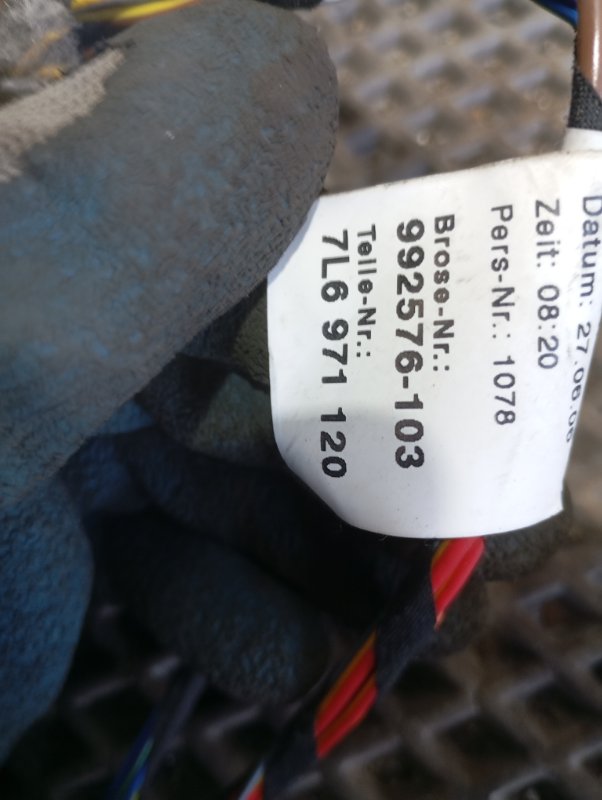 Datum: 27.06.06
Zeit: 08:20
Pers-Nr.: 1078
Brose-Nr.:
992576-103
Teile-Nr.:
7L6 971 120